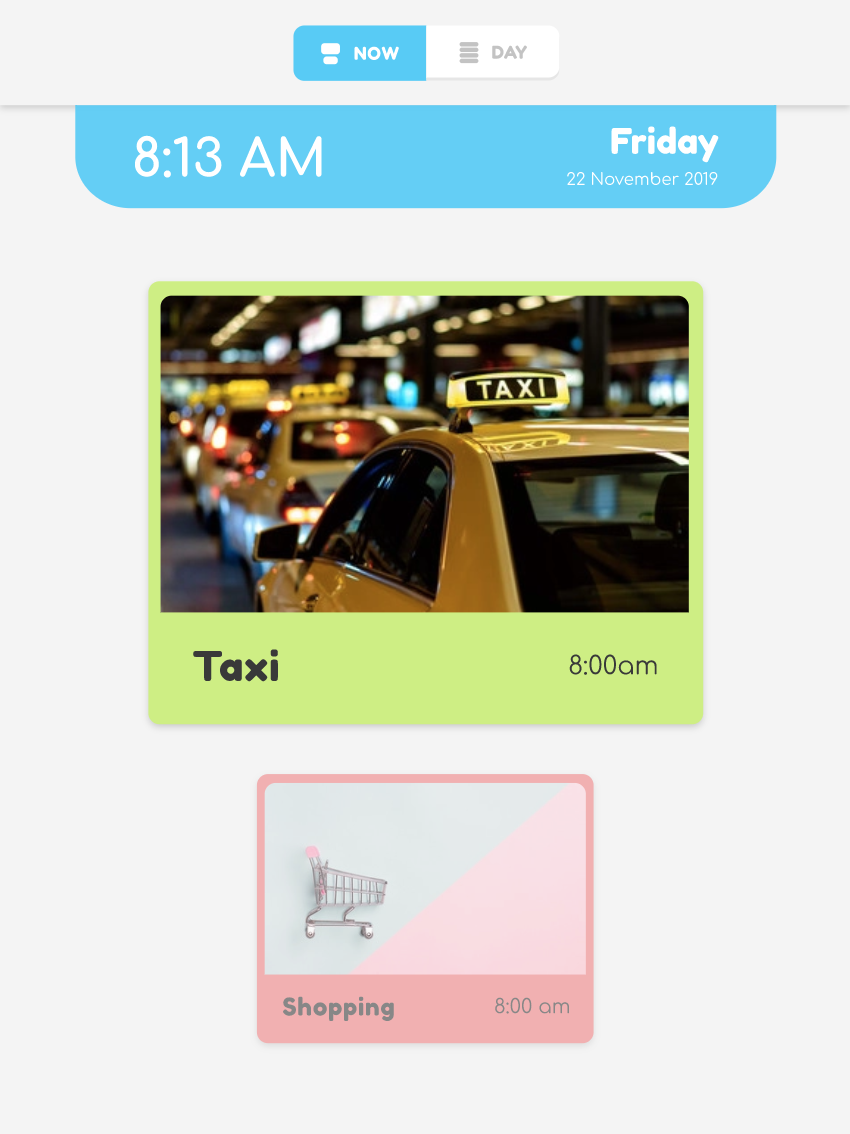 NOW DAY
8:13 AM
Friday
22 November 2019
TAXI
Taxi 8:00am
Shopping 8:00 am